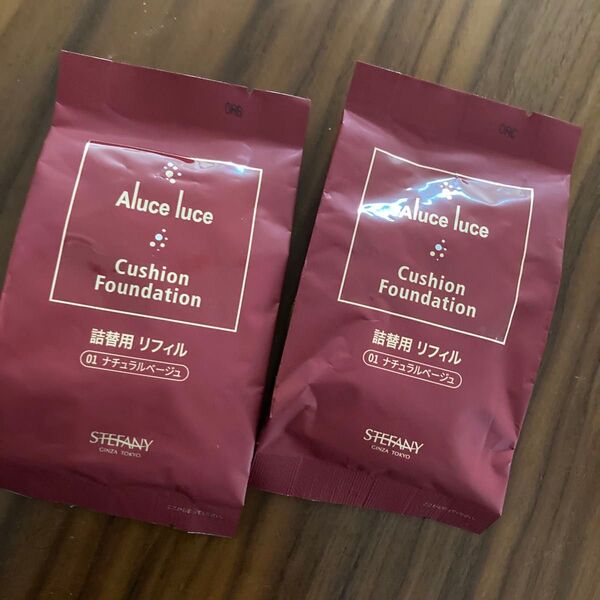 OR6
Aluce luce
Cushion
Foundation
詰替用 リフィル
01 ナチュラルベージュ
STEFANY
GINZA TOKYO
Aluce luce
Cushion
Foundation
詰替用 リフィル
01 ナチュラルベージュ
STEFANY
GINZA TOKYO